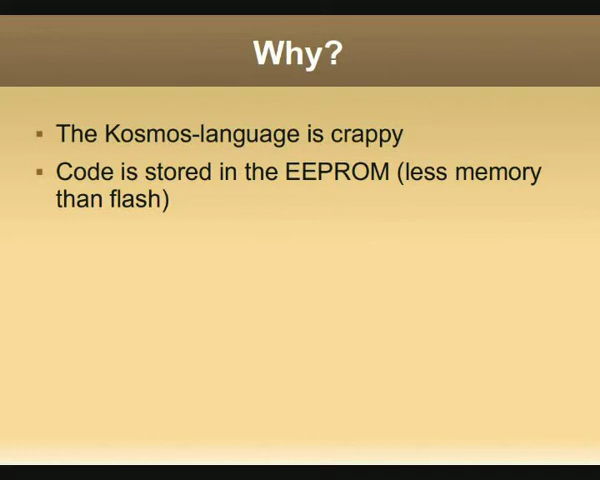 Why?
The Kosmos-language is crappy
Code is stored in the EEPROM (less memory
than flash)